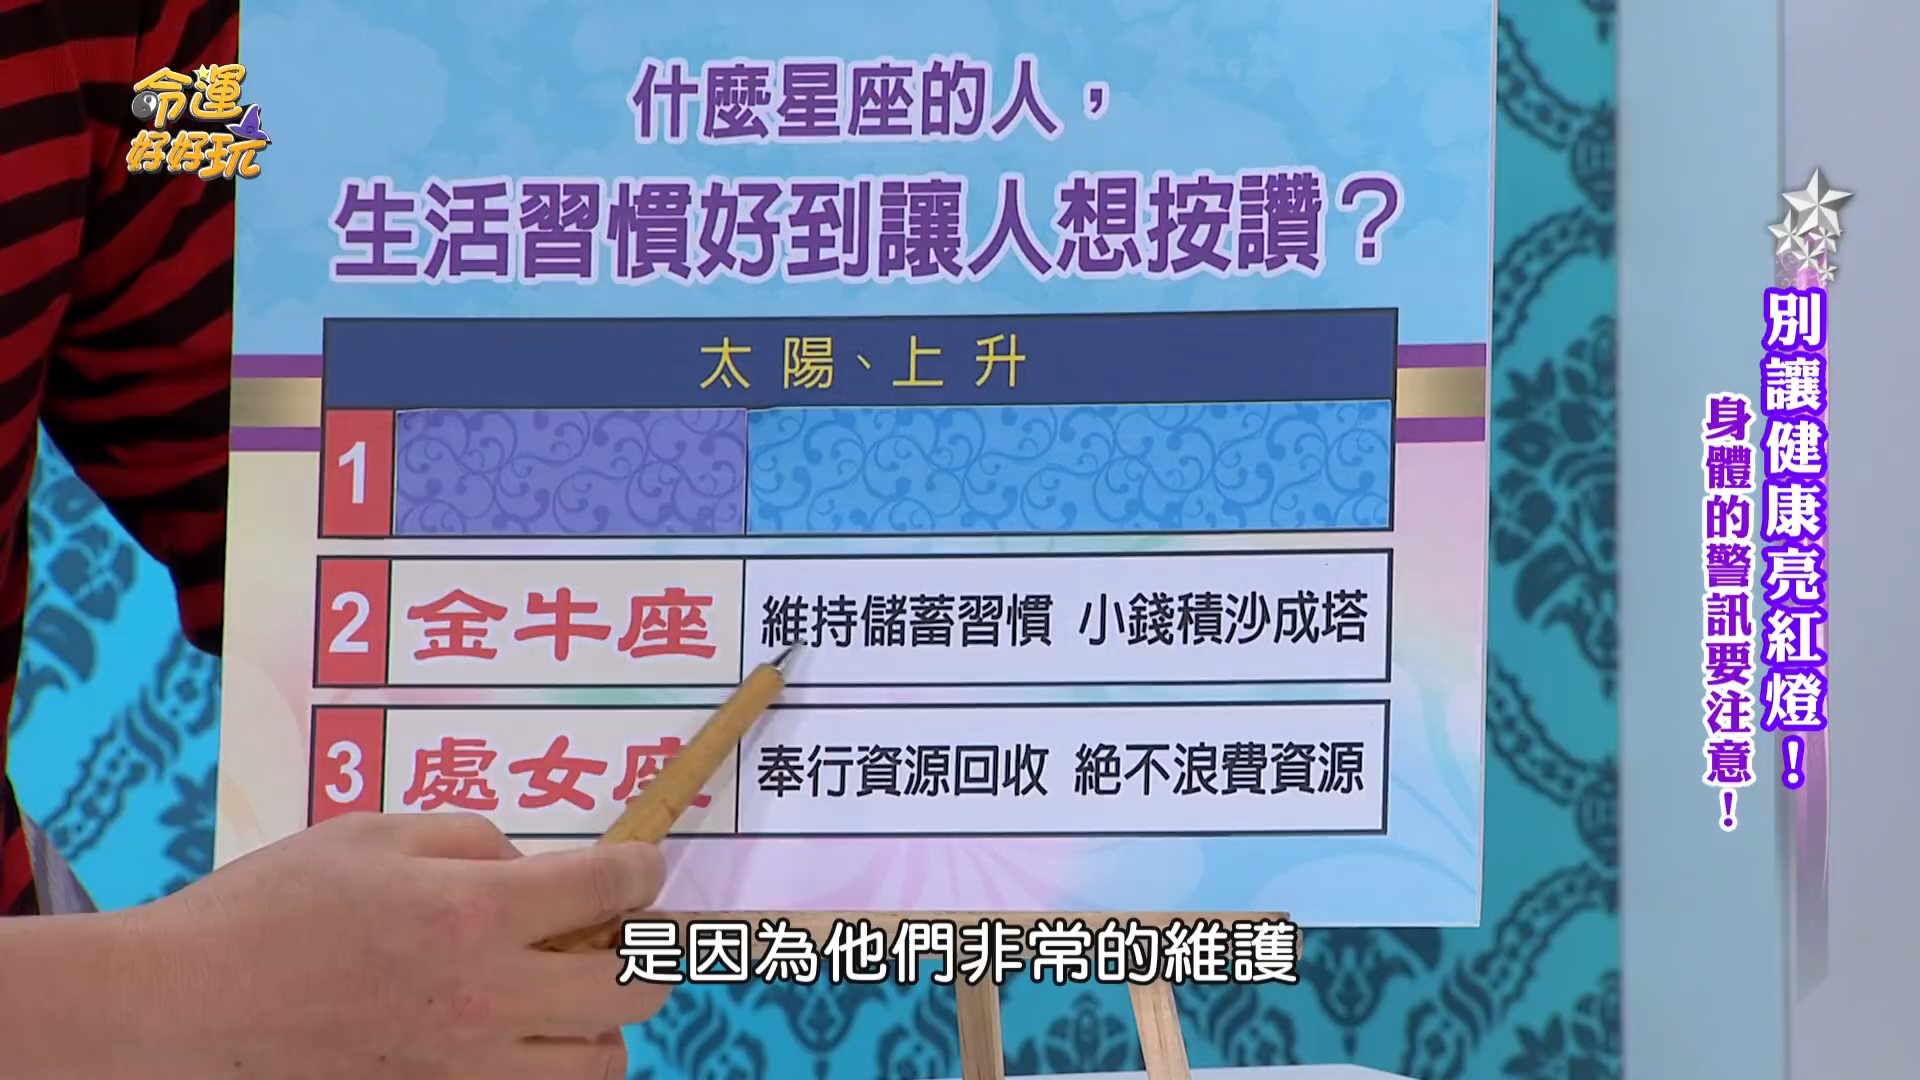 命運
好好玩
什麼星座的人，
生活習慣好到讓人想按讚？
太陽、上升
1
2 金牛座 維持儲蓄習慣 小錢積沙成塔
3 處女座 奉行資源回收 絕不浪費資源
別讓健康亮紅燈！
身體的警訊要注意！
是因為他們非常的維護